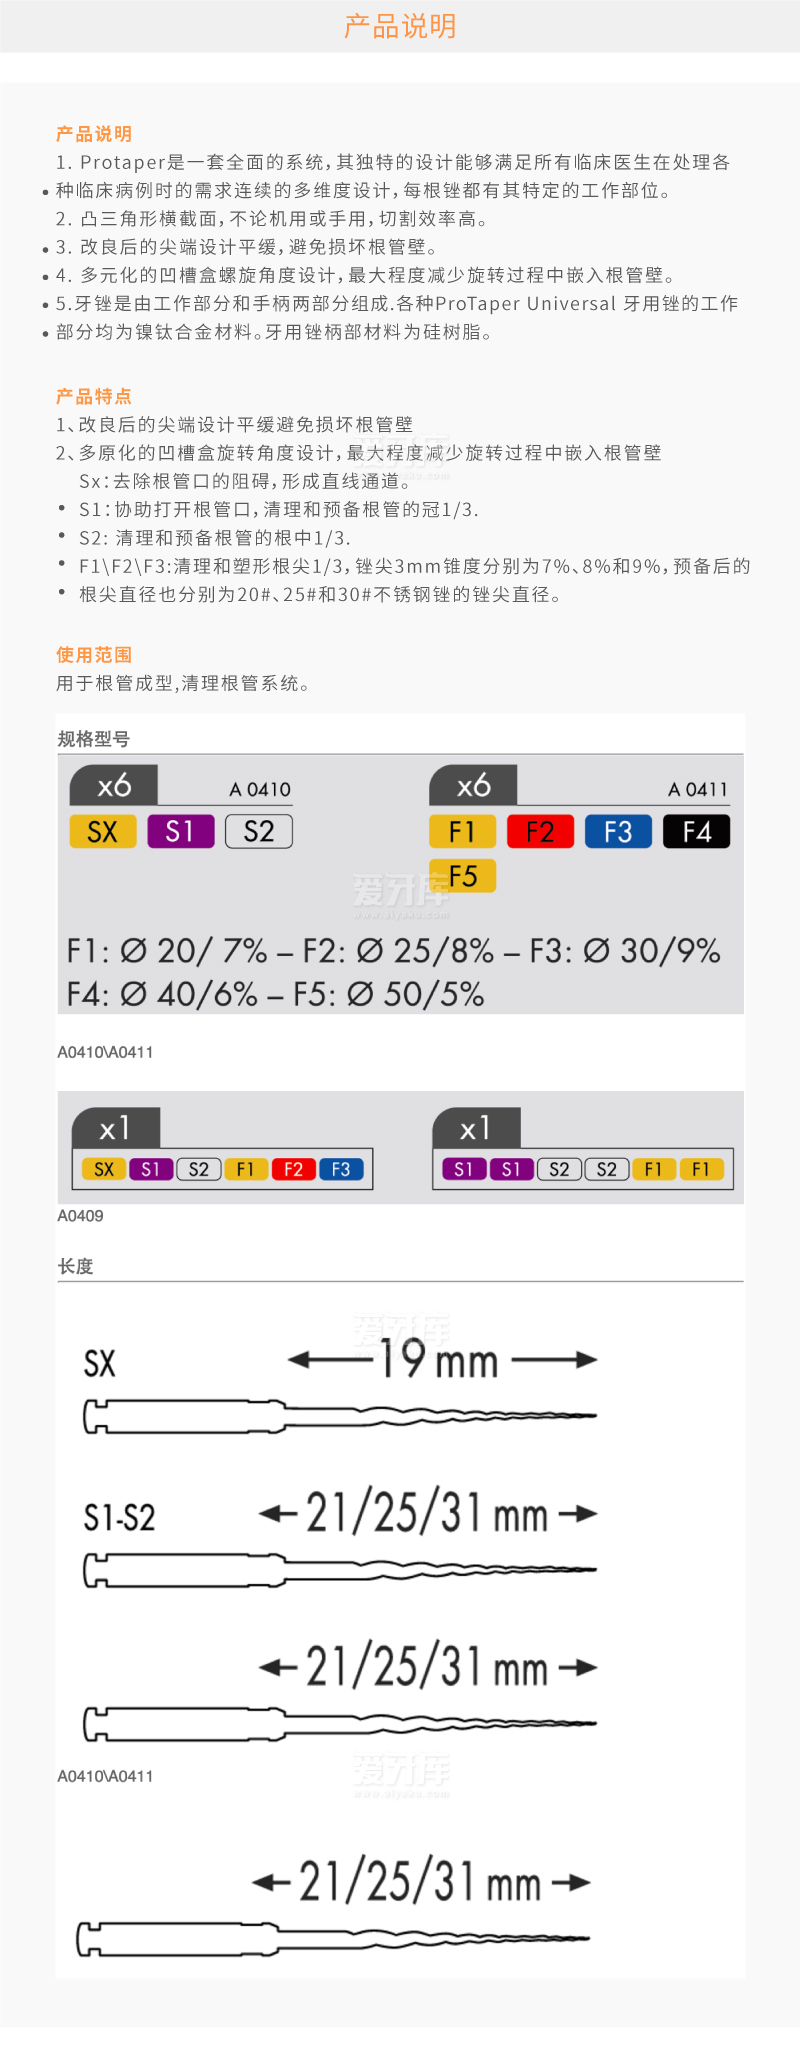 产品说明
产品说明
1. Protaper是一套全面的系统，其独特的设计能够满足所有临床医生在处理各
• 种临床病例时的需求连续的多维度设计，每根锉都有其特定的工作部位。
2. 凸三角形横截面，不论机用或手用，切割效率高。
• 3. 改良后的尖端设计平缓，避免损坏根管壁。
• 4. 多元化的凹槽盒螺旋角度设计，最大程度减少旋转过程中嵌入根管壁。
• 5.牙锉是由工作部分和手柄两部分组成.各种ProTaper Universal 牙用锉的工作
• 部分均为镍钛合金材料。牙用锉柄部材料为硅树脂。
产品特点
1、改良后的尖端设计平缓避免损坏根管壁
2、多原化的凹槽盒旋转角度设计，最大程度减少旋转过程中嵌入根管壁
Sx：去除根管口的阻碍，形成直线通道。
• S1：协助打开根管口，清理和预备根管的冠1/3.
• S2: 清理和预备根管的根中1/3.
• F1\F2\F3:清理和塑形根尖1/3，锉尖3mm锥度分别为7%、8%和9%，预备后的
• 根尖直径也分别为20#、25#和30#不锈钢锉的锉尖直径。
使用范围
用于根管成型,清理根管系统。
规格型号
x6 A 0410 x6 A 0411
SX S1 S2 F1 F2 F3 F4
F5
爱牙库
www.aiyaku.com
F1: Ø 20/ 7% – F2: Ø 25/8% – F3: Ø 30/9%
F4: Ø 40/6% – F5: Ø 50/5%
A0410\A0411
x1 x1
SX S1 S2 F1 F2 F3 S1 S1 S2 S2 F1 F1
A0409
长度
爱牙库
SX 19 mm
S1-S2 21/25/31 mm
21/25/31 mm
A0410\A0411
爱牙库
www.aiyaku.com
21/25/31 mm